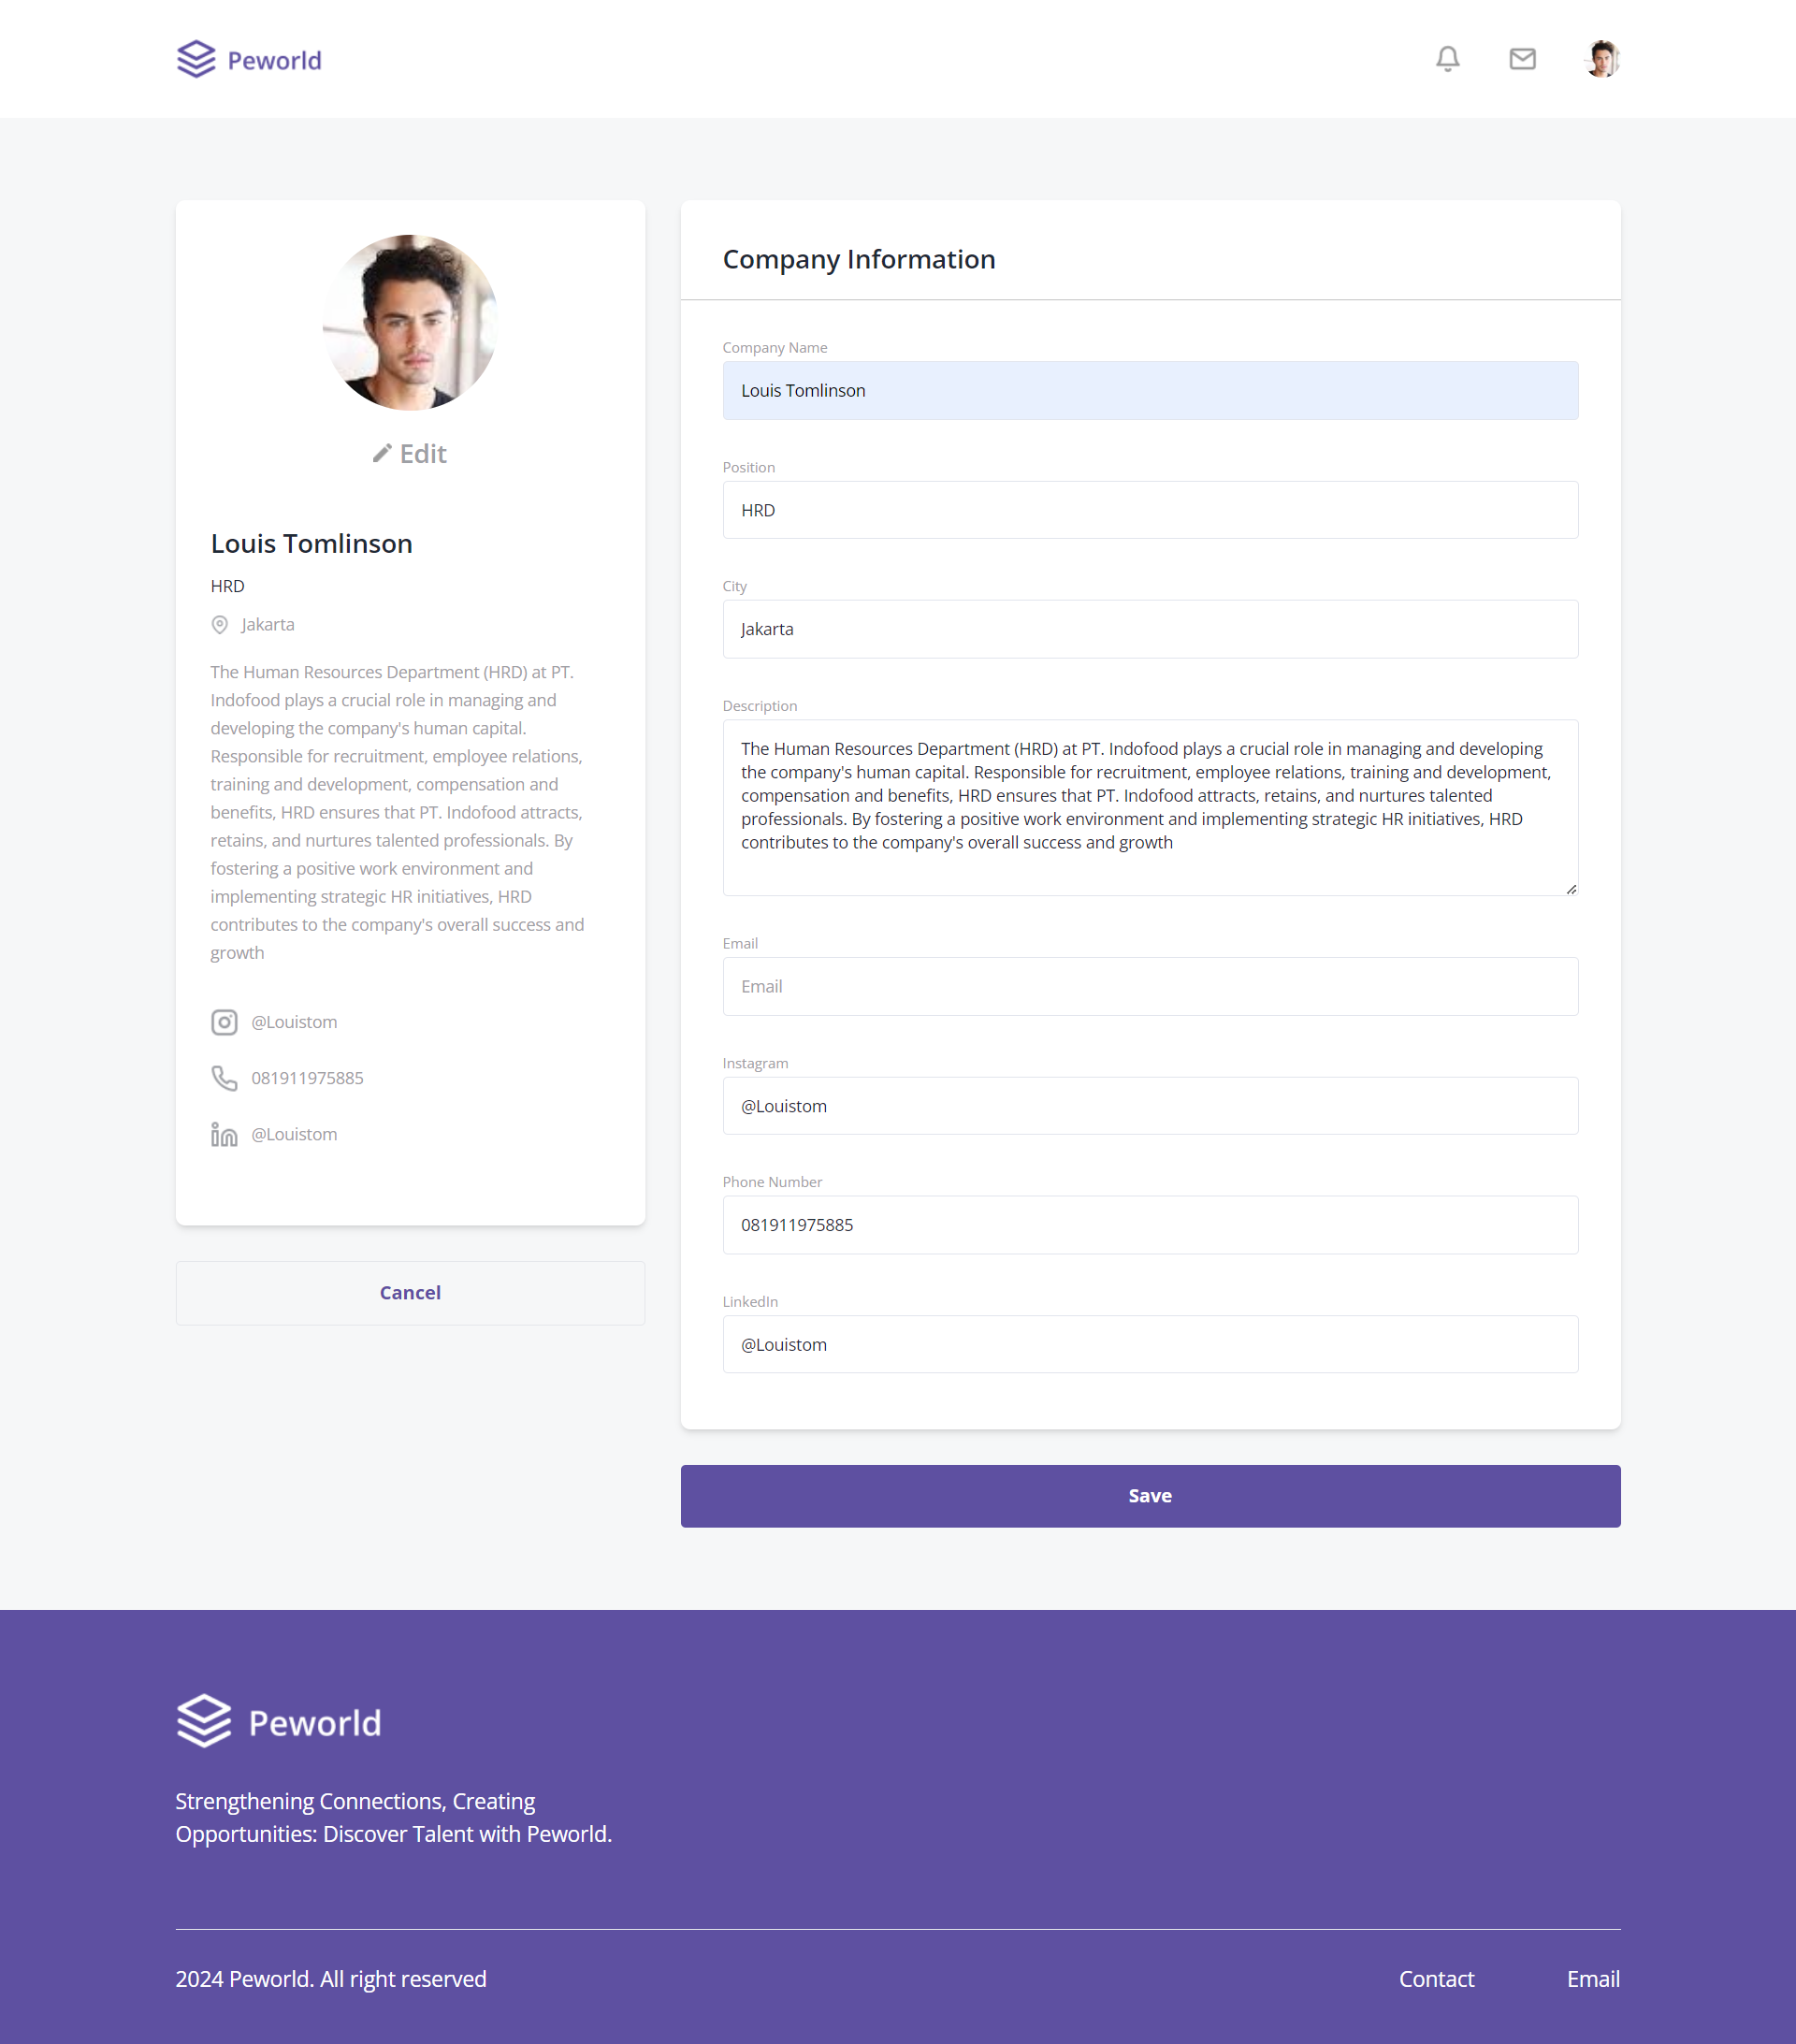 Peworld
Edit
Louis Tomlinson
HRD
Jakarta
The Human Resources Department (HRD) at PT.
Indofood plays a crucial role in managing and
developing the company's human capital.
Responsible for recruitment, employee relations,
training and development, compensation and
benefits, HRD ensures that PT. Indofood attracts,
retains, and nurtures talented professionals. By
fostering a positive work environment and
implementing strategic HR initiatives, HRD
contributes to the company's overall success and
growth
@Louistom
081911975885
@Louistom
Cancel
Company Information
Company Name
Louis Tomlinson
Position
HRD
City
Jakarta
Description
The Human Resources Department (HRD) at PT. Indofood plays a crucial role in managing and developing
the company's human capital. Responsible for recruitment, employee relations, training and development,
compensation and benefits, HRD ensures that PT. Indofood attracts, retains, and nurtures talented
professionals. By fostering a positive work environment and implementing strategic HR initiatives, HRD
contributes to the company's overall success and growth
Email
Email
Instagram
@Louistom
Phone Number
081911975885
LinkedIn
@Louistom
Save
Peworld
Strengthening Connections, Creating
Opportunities: Discover Talent with Peworld.
2024 Peworld. All right reserved
Contact
Email